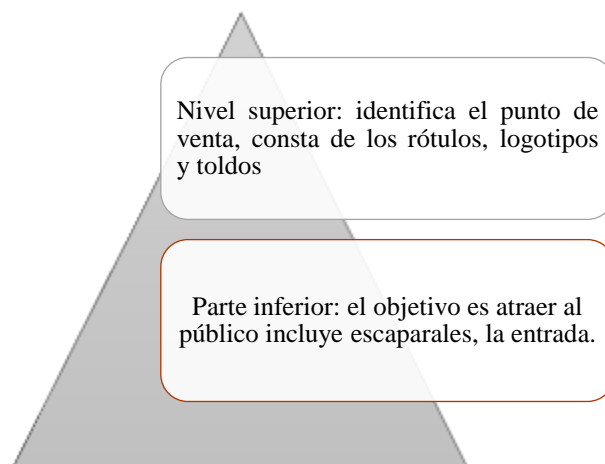 Nivel superior: identifica el punto de
venta, consta de los rótulos, logotipos
y toldos
Parte inferior: el objetivo es atraer al
público incluye escaparales, la entrada.